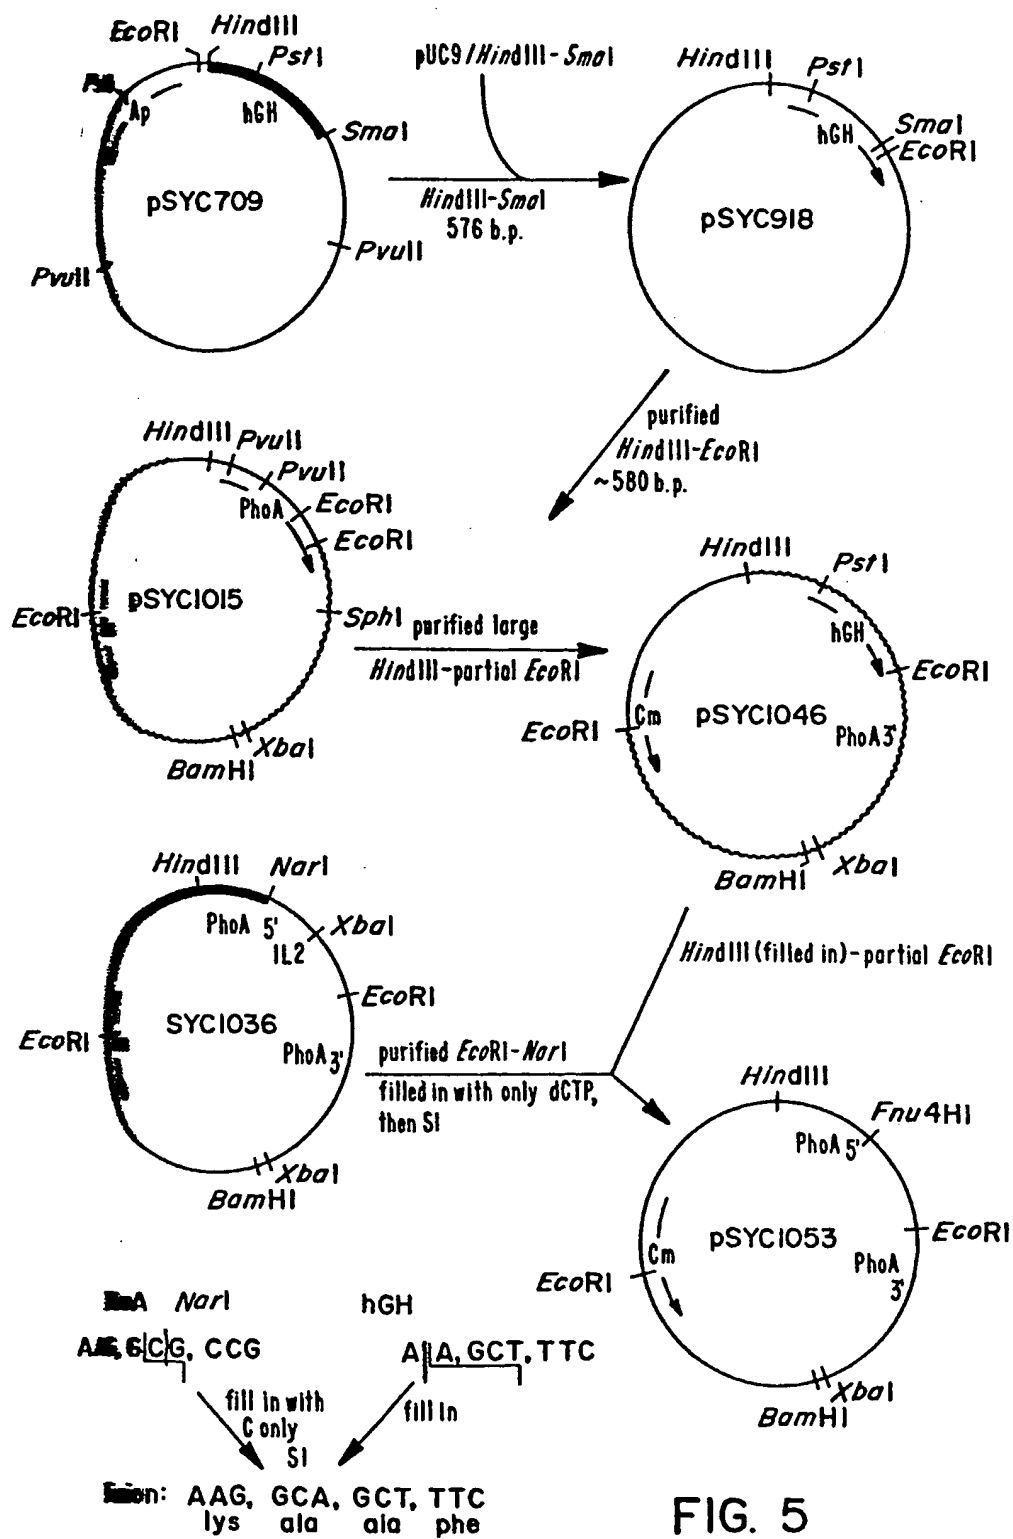 EcoRI HindIII
PstI
Ap
hGH
SmaI
pSYC709
PvuII
PvuII
pUC9/HindIII-SmaI
HindIII-SmaI
576 b.p.
HindIII
PstI
hGH
SmaI
EcoRI
pSYC918
purified
HindIII-EcoRI
~580 b.p.
HindIII
PvuII
PvuII
PhoA
EcoRI
EcoRI
pSYC1015
EcoRI
SphI
XbaI
BamHI
purified large
HindIII-partial EcoRI
HindIII
PstI
hGH
EcoRI
Cm
pSYC1046
EcoRI
PhoA 3'
XbaI
BamHI
HindIII
NarI
PhoA 5'
IL2
XbaI
EcoRI
SYC1036
EcoRI
PhoA 3'
XbaI
BamHI
HindIII (filled in)-partial EcoRI
purified EcoRI-NarI
filled in with only dCTP,
then S1
HindIII
Fnu4HI
PhoA 5'
EcoRI
pSYC1053
Cm
PhoA
3'
EcoRI
XbaI
BamHI
NarI
hGH
CG, CCG
A A, GCT, TTC
fill in with
C only
S1
fill in
AAG, GCA, GCT, TTC
lys ala ala phe
FIG. 5